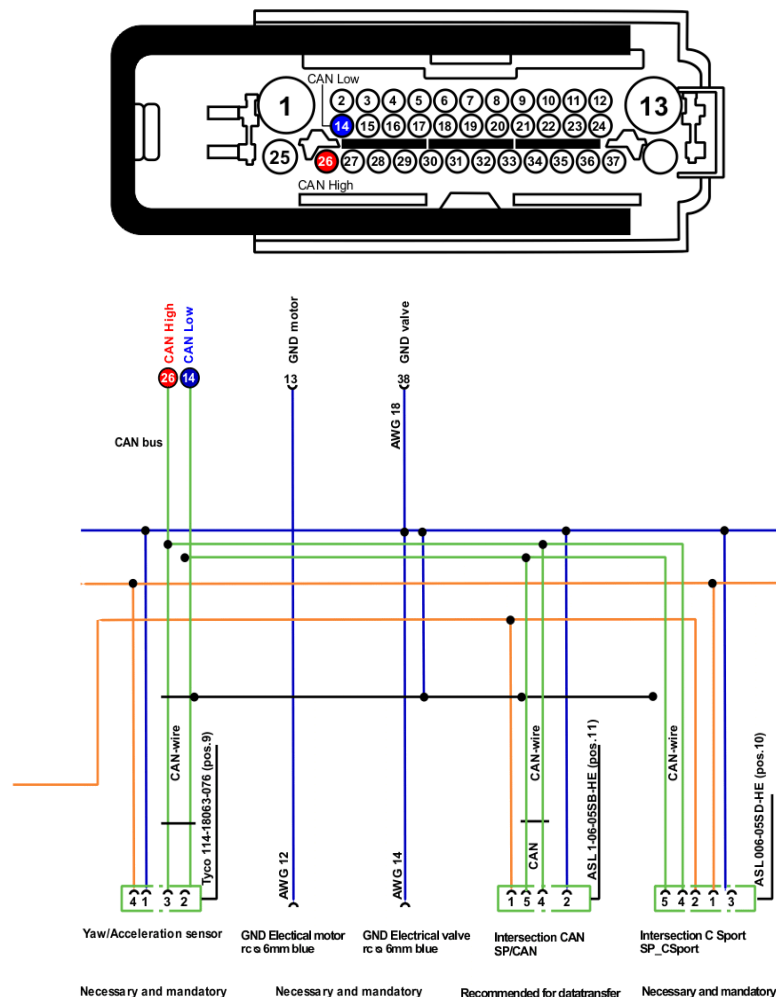 CAN Low
1
2 3 4 5 6 7 8 9 10 11 12
13
14 15 16 17 18 19 20 21 22 23 24
25
26 27 28 29 30 31 32 33 34 35 36 37
CAN High
CAN High
CAN Low
GND motor
GND valve
26
14
13
38
CAN bus
AWG 18
CAN-wire
Tyco 114-18063-076 (pos.9)
AWG 12
AWG 14
CAN-wire
CAN
CAN-wire
ASL 1-06-05SB-HE (pos.11)
CAN-wire
ASL 006-05SD-HE (pos.10)
4 1 3 2
1 5 4 2
5 4 2 1 3
Yaw/Acceleration sensor
GND Electical motor
6mm blue
GND Electrical valve
6mm blue
Intersection CAN
SP/CAN
Intersection C Sport
SP_CSport
Necessary and mandatory
Necessary and mandatory
Recommended for datatransfer
Necessary and mandatory